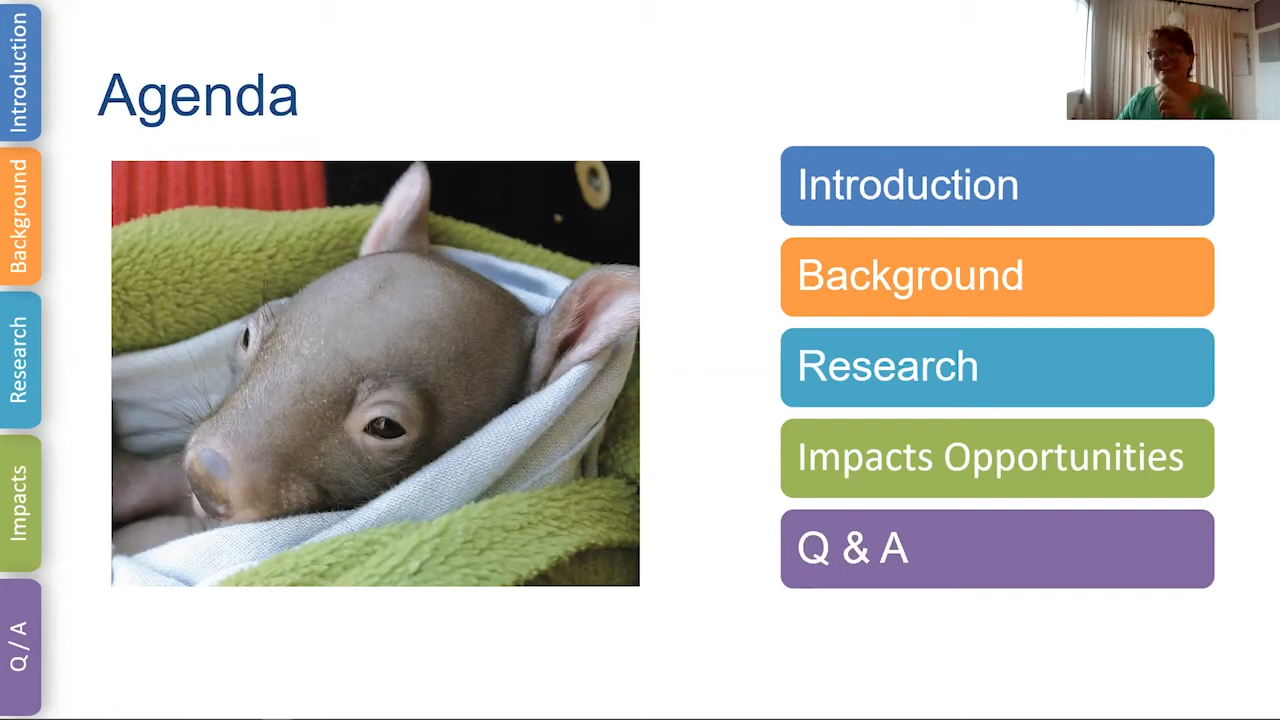 Introduction
Background
Research
Impacts
Q / A
Agenda
Introduction
Background
Research
Impacts Opportunities
Q & A